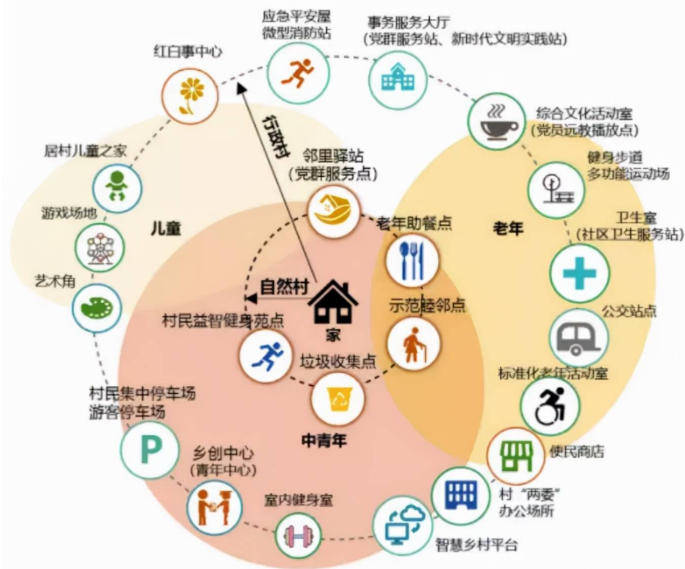 应急平安屋
微型消防站
事务服务大厅
(党群服务站、新时代文明实践站)
红白事中心
综合文化活动室
(党员远教播放点)
行政村
居村儿童之家
邻里驿站
(党群服务点)
健身步道
多功能运动场
游戏场地
儿童
老年助餐点
老年
卫生室
(社区卫生服务站)
艺术角
自然村
示范睦邻点
公交站点
村民益智健身苑点
家
垃圾收集点
标准化老年活动室
村民集中停车场
游客停车场
中青年
乡创中心
(青年中心)
便民商店
室内健身室
村“两委”
办公场所
智慧乡村平台
P